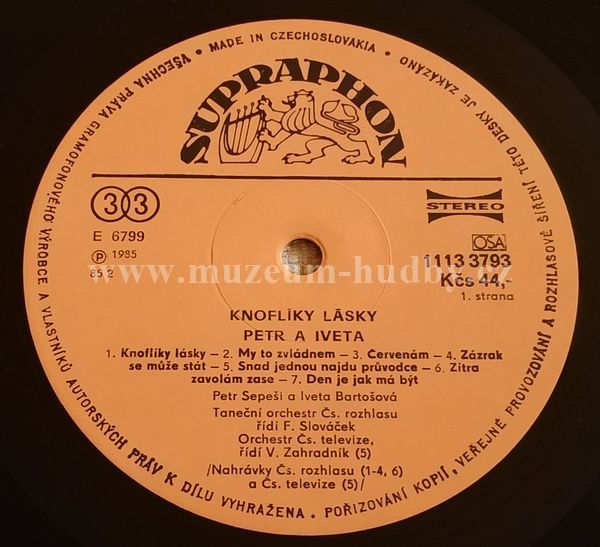 VŠECHNA PRÁVA GRAMOFONOVÉHO VÝROBCE A VLASTNÍKŮ AUTORSKÝCH PRÁV K DÍLU VYHRAŽENA · POŘIZOVÁNÍ KOPIÍ, VEŘEJNÉ PROVOZOVÁNÍ A ROZHLASOVÉ ŠÍŘENÍ TÉTO DESKY JE ZAKÁZÁNO · MADE IN CZECHOSLOVAKIA ·
SUPRAPHON
33
STEREO
E 6799
Ⓟ 1985
85 2
OSA
1113 3793
Kčs 44,-
1. strana
www.muzeum-hudby.cz
KNOFLÍKY LÁSKY
PETR A IVETA
1. Knoflíky lásky – 2. My to zvládnem – 3. Červenám – 4. Zázrak
se může stát – 5. Snad jednou najdu průvodce – 6. Zítra
zavolám zase – 7. Den je jak má být
Petr Sepeši a Iveta Bartošová
Taneční orchestr Čs. rozhlasu
řídí F. Slováček
Orchestr Čs. televize,
řídí V. Zahradník (5)
/Nahrávky Čs. rozhlasu (1-4, 6)
a Čs. televize (5)/